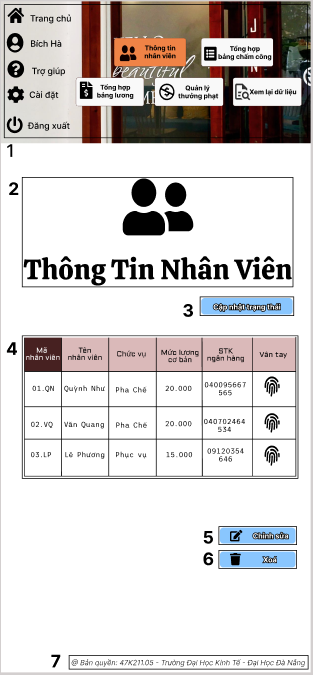 Trang chủ
Bích Hà
Trợ giúp
Cài đặt
Đăng xuất
Thông tin
nhân viên
Tổng hợp
bảng chấm công
beautiful
Tổng hợp
bảng lương
Quản lý
thưởng phạt
Xem lại dữ liệu
1
2
Thông Tin Nhân Viên
3
Cập nhật trạng thái
4
Mã nhân viên Tên nhân viên Chức vụ Mức lương cơ bản STK ngân hàng Vân tay
01.QN Quỳnh Như Pha Chế 20.000 040095667565
02.VQ Văn Quang Pha Chế 20.000 040702464534
03.LP Lê Phương Phục vụ 15.000 09120354646
5
Chỉnh sửa
6
Xoá
7
@ Bản quyền: 47K211.05 - Trường Đại Học Kinh Tế - Đại Học Đà Nẵng